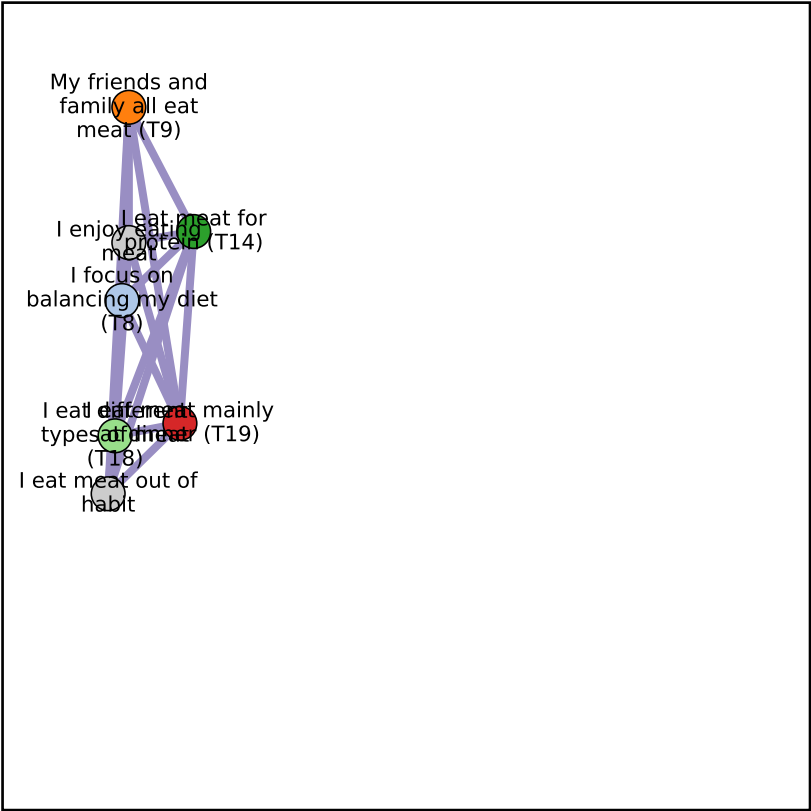 My friends and
family all eat
meat (T9)
I eat meat for
protein (T14)
I enjoy eating
meat
I focus on
balancing my diet
(T8)
I eat different
types of meat
(T18)
I eat meat mainly
at dinner (T19)
I eat meat out of
habit